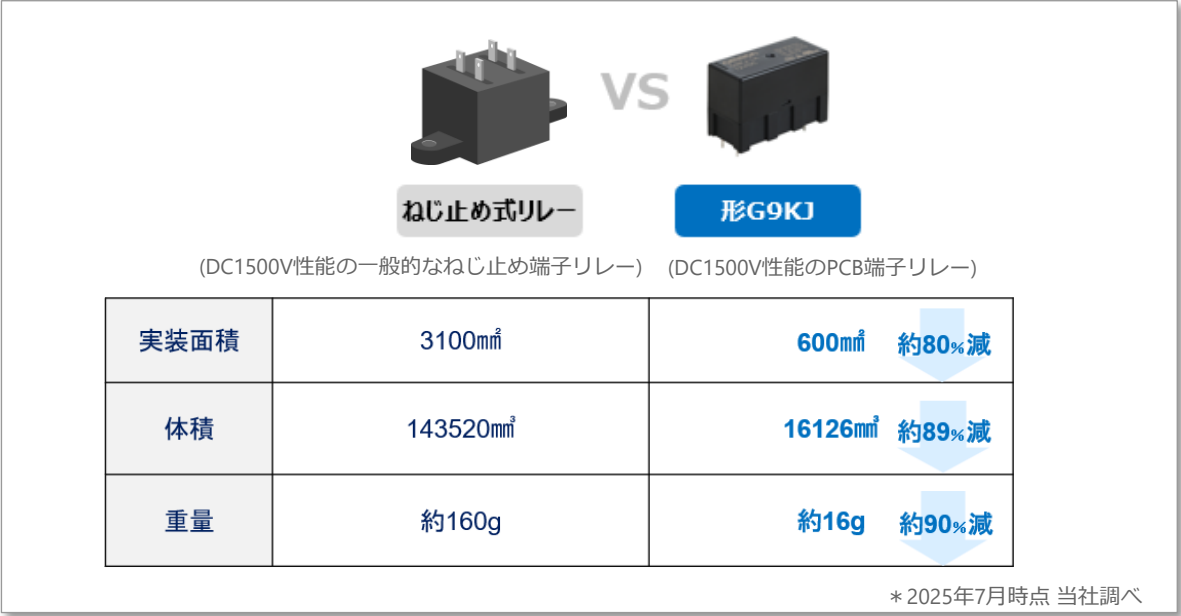 VS
ねじ止め式リレー 形G9KJ
(DC1500V性能の一般的なねじ止め端子リレー) (DC1500V性能のPCB端子リレー)
実装面積 3100㎟ 600㎟ 約80%減
体積 143520㎣ 16126㎣ 約89%減
重量 約160g 約16g 約90%減
＊2025年7月時点 当社調べ